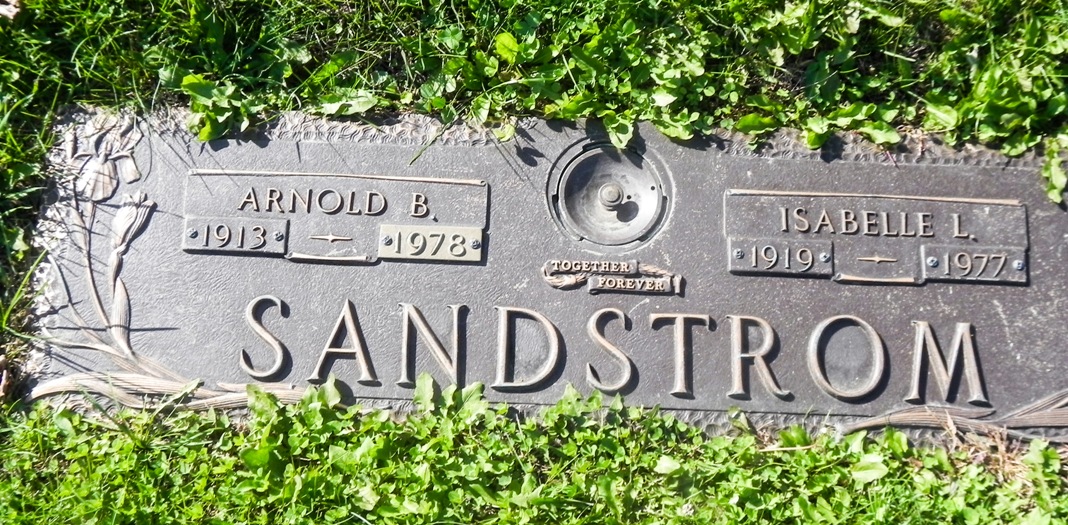 ARNOLD B.
1913 – 1978
ISABELLE L.
1919 – 1977
TOGETHER
FOREVER
SANDSTROM